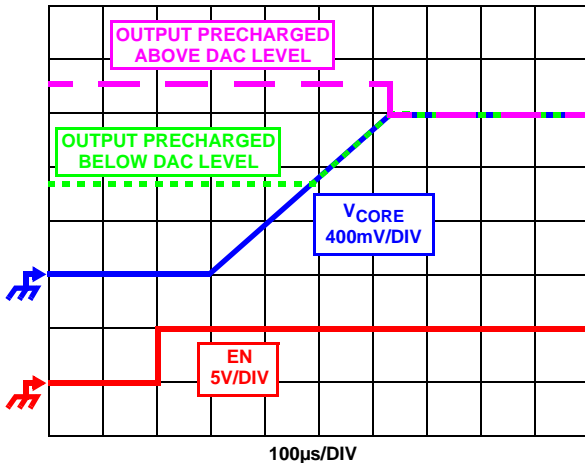 OUTPUT PRECHARGED
ABOVE DAC LEVEL
OUTPUT PRECHARGED
BELOW DAC LEVEL
VCORE
400mV/DIV
EN
5V/DIV
100µs/DIV